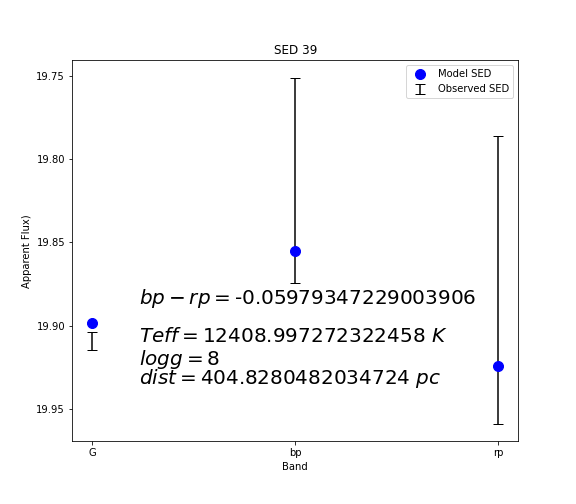 SED 39
Model SED
Observed SED
19.75
19.80
19.85
19.90
19.95
Apparent Flux)
bp − rp = -0.05979347229003906
Teff = 12408.997272322458 K
logg = 8
dist = 404.8280482034724 pc
G bp rp
Band